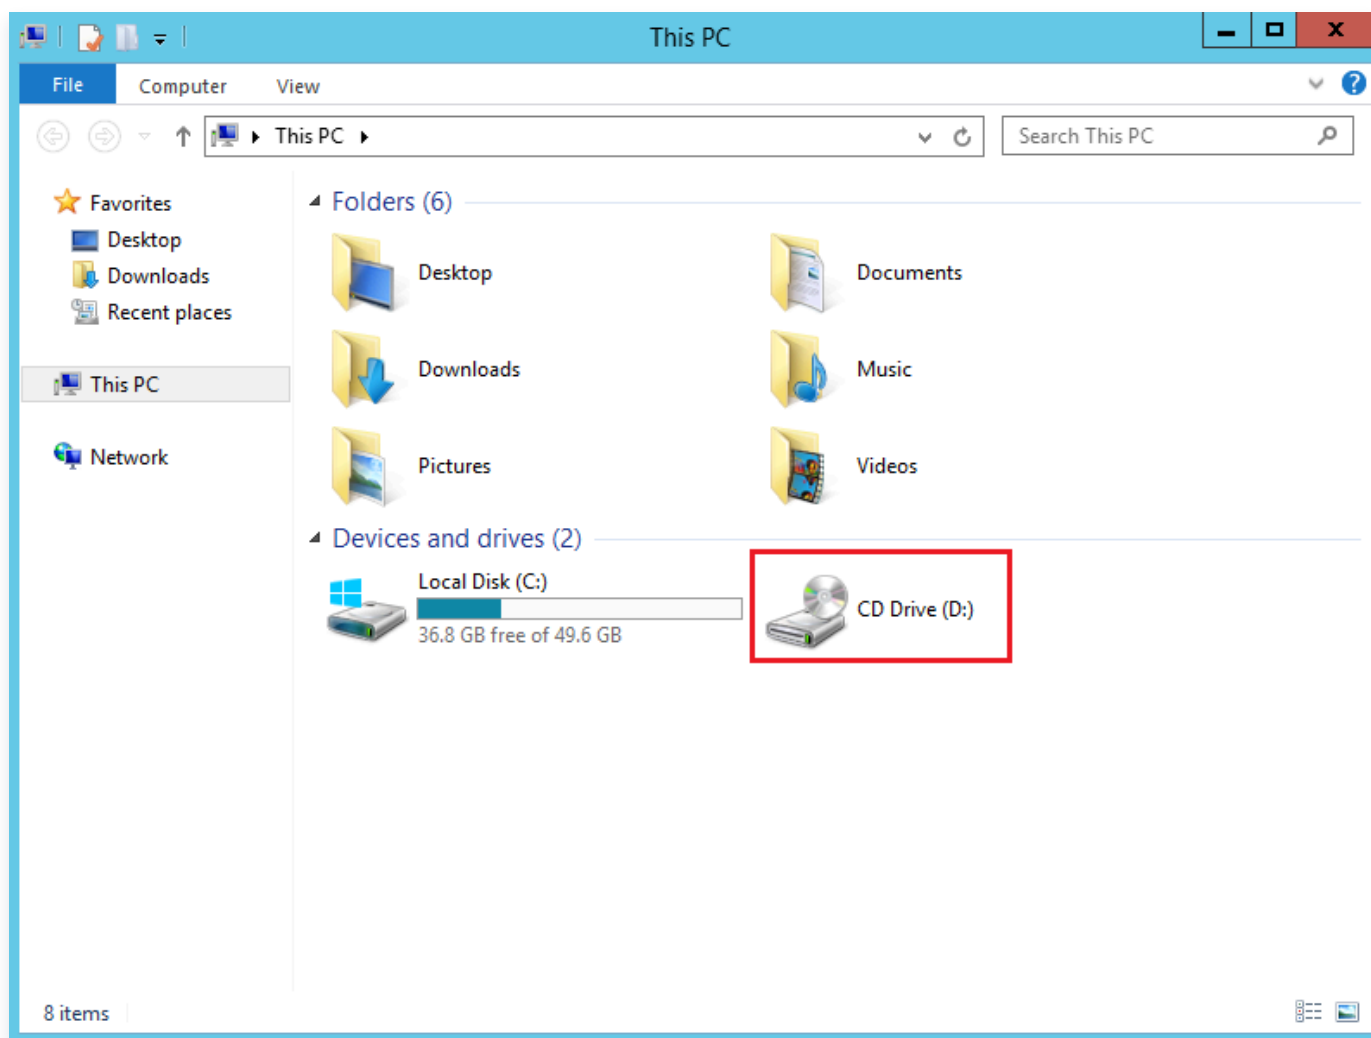 This PC
File Computer View
This PC
Search This PC
Favorites
Desktop
Downloads
Recent places
This PC
Network
Folders (6)
Desktop
Documents
Downloads
Music
Pictures
Videos
Devices and drives (2)
Local Disk (C:)
36.8 GB free of 49.6 GB
CD Drive (D:)
8 items